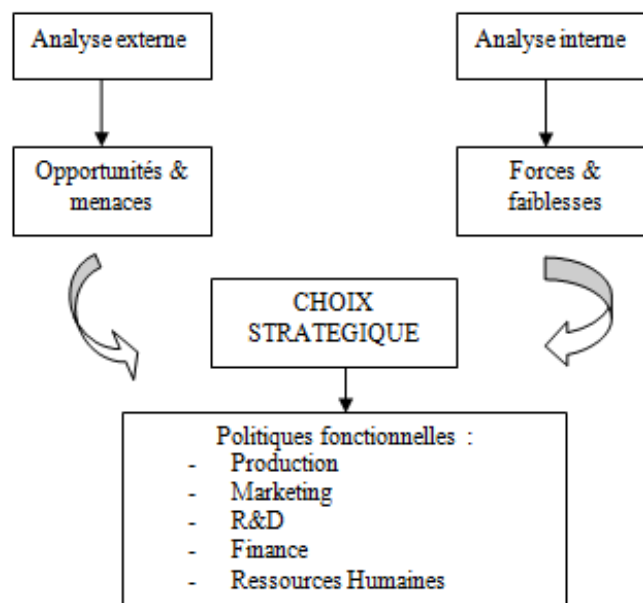 Analyse externe
Analyse interne
Opportunités &
menaces
Forces &
faiblesses
CHOIX
STRATEGIQUE
Politiques fonctionnelles :
- Production
- Marketing
- R&D
- Finance
- Ressources Humaines